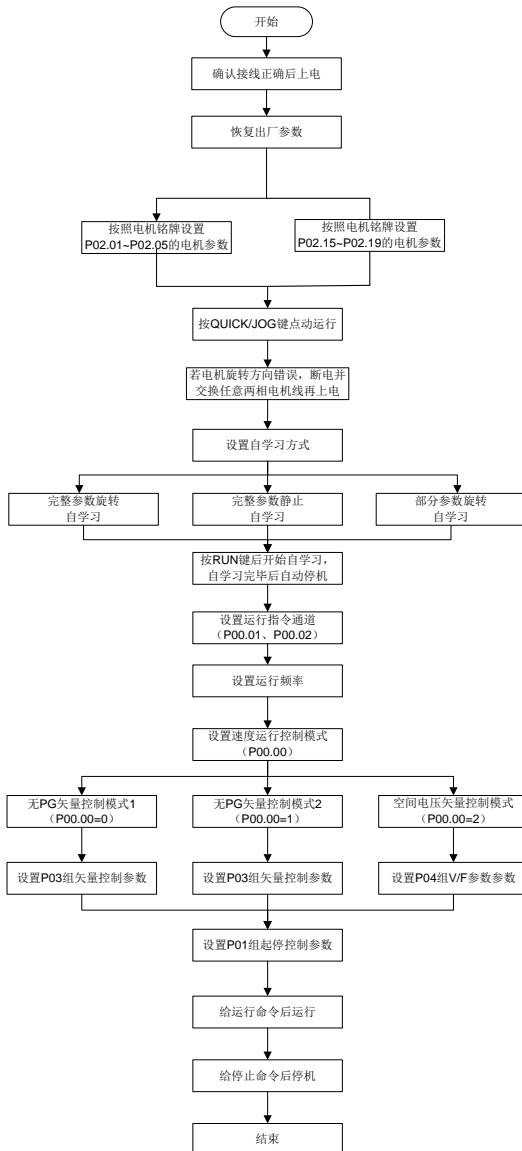 开始
确认接线正确后上电
恢复出厂参数
按照电机铭牌设置
P02.01~P02.05的电机参数
按照电机铭牌设置
P02.15~P02.19的电机参数
按QUICK/JOG键点动运行
若电机旋转方向错误，断电并
交换任意两相电机线再上电
设置自学习方式
完整参数旋转
自学习
完整参数静止
自学习
部分参数旋转
自学习
按RUN键后开始自学习，
自学习完毕后自动停机
设置运行指令通道
（P00.01、P00.02）
设置运行频率
设置速度运行控制模式
（P00.00）
无PG矢量控制模式1
（P00.00=0）
无PG矢量控制模式2
（P00.00=1）
空间电压矢量控制模式
（P00.00=2）
设置P03组矢量控制参数
设置P03组矢量控制参数
设置P04组V/F参数参数
设置P01组起停控制参数
给运行命令后运行
给停止命令后停机
结束